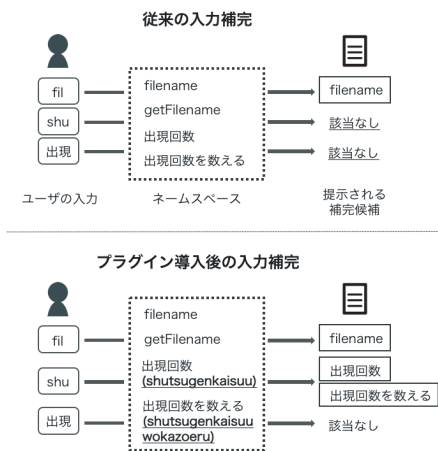 従来の入力補完
fil
filename
filename
getFilename
shu
該当なし
出現回数
出現
該当なし
出現回数を数える
ユーザの入力
ネームスペース
提示される
補完候補
プラグイン導入後の入力補完
filename
fil
filename
getFilename
出現回数
(shutsugenkaisuu)
shu
出現回数
出現回数を数える
出現回数を数える
(shutsugenkaisuu
wokazoeru)
出現
該当なし